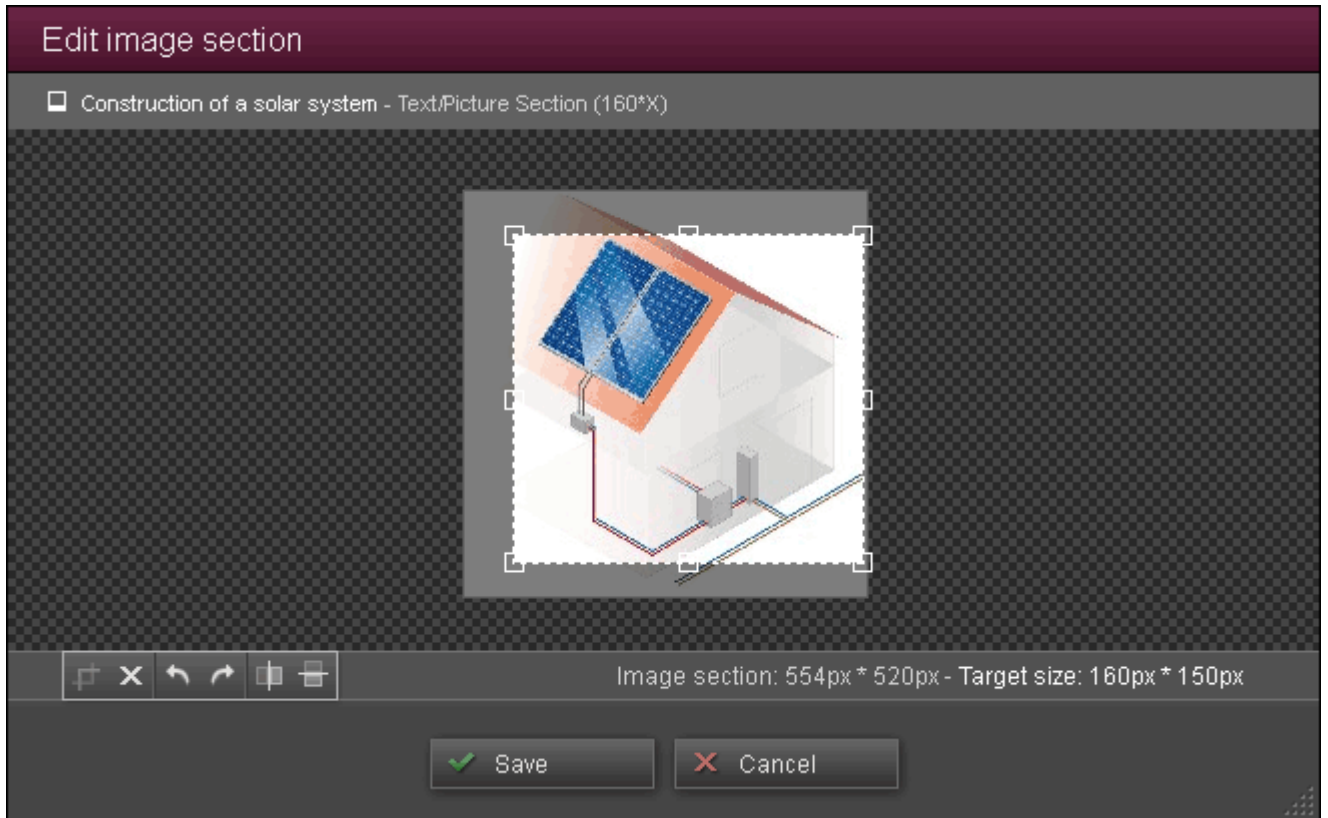 Edit image section
Construction of a solar system - Text/Picture Section (160*X)
Image section: 554px * 520px - Target size: 160px * 150px
Save
Cancel